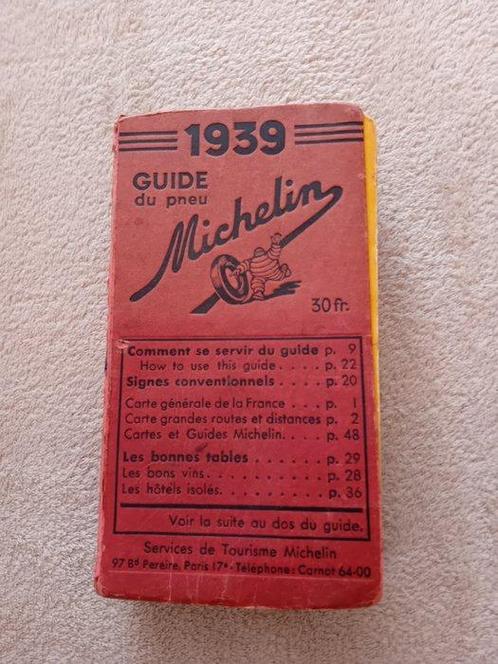 1939
GUIDE
du pneu
Michelin
30 fr.
Comment se servir du guide p. 9
How to use this guide . . . . p. 22
Signes conventionnels . . . . p. 20
Carte générale de la France . . p. 1
Carte grandes routes et distances p. 2
Cartes et Guides Michelin. . . . p. 48
Les bonnes tables . . . . . . p. 29
Les bons vins. . . . . . . . . p. 28
Les hôtels isolés. . . . . . . . p. 36
Voir la suite au dos du guide.
Services de Tourisme Michelin
97 Bd Pereire, Paris 17e - Téléphone: Carnot 64-00